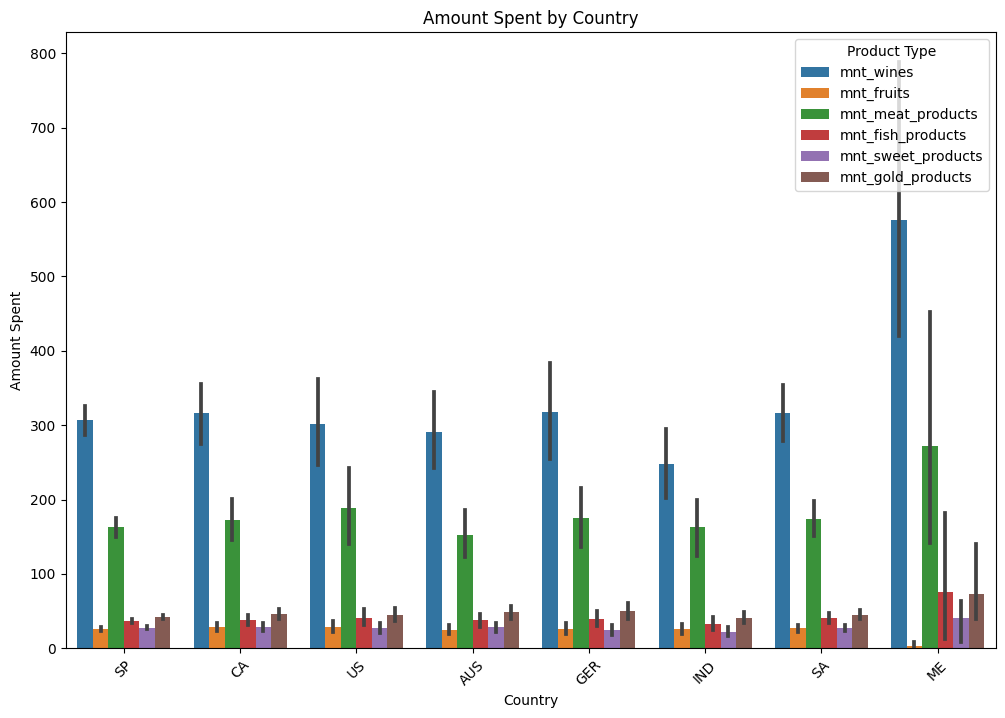 Amount Spent by Country
Product Type
mnt_wines
mnt_fruits
mnt_meat_products
mnt_fish_products
mnt_sweet_products
mnt_gold_products
Amount Spent
800
700
600
500
400
300
200
100
0
SP
CA
US
AUS
GER
IND
SA
ME
Country